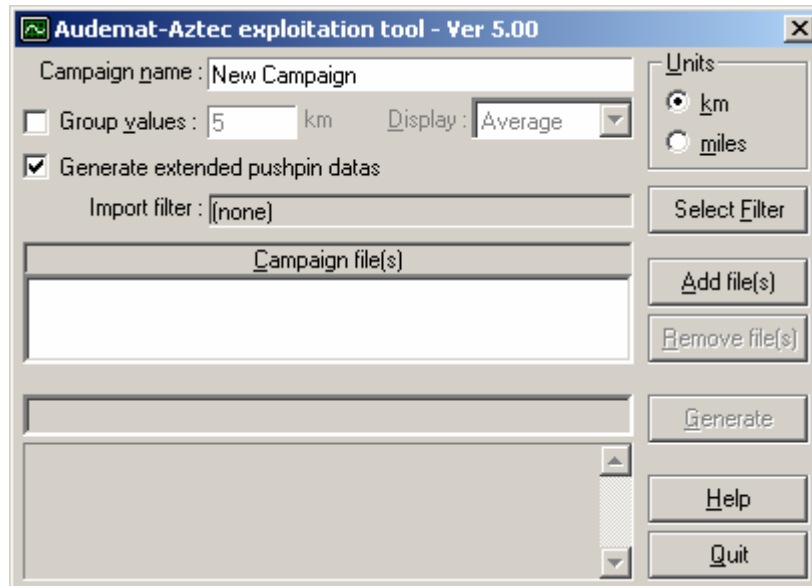 Audemat-Aztec exploitation tool - Ver 5.00
Campaign name : New Campaign
Units
km
miles
Group values : 5 km Display : Average
Generate extended pushpin datas
Import filter : (none)
Select Filter
Campaign file(s)
Add file(s)
Remove file(s)
Generate
Help
Quit